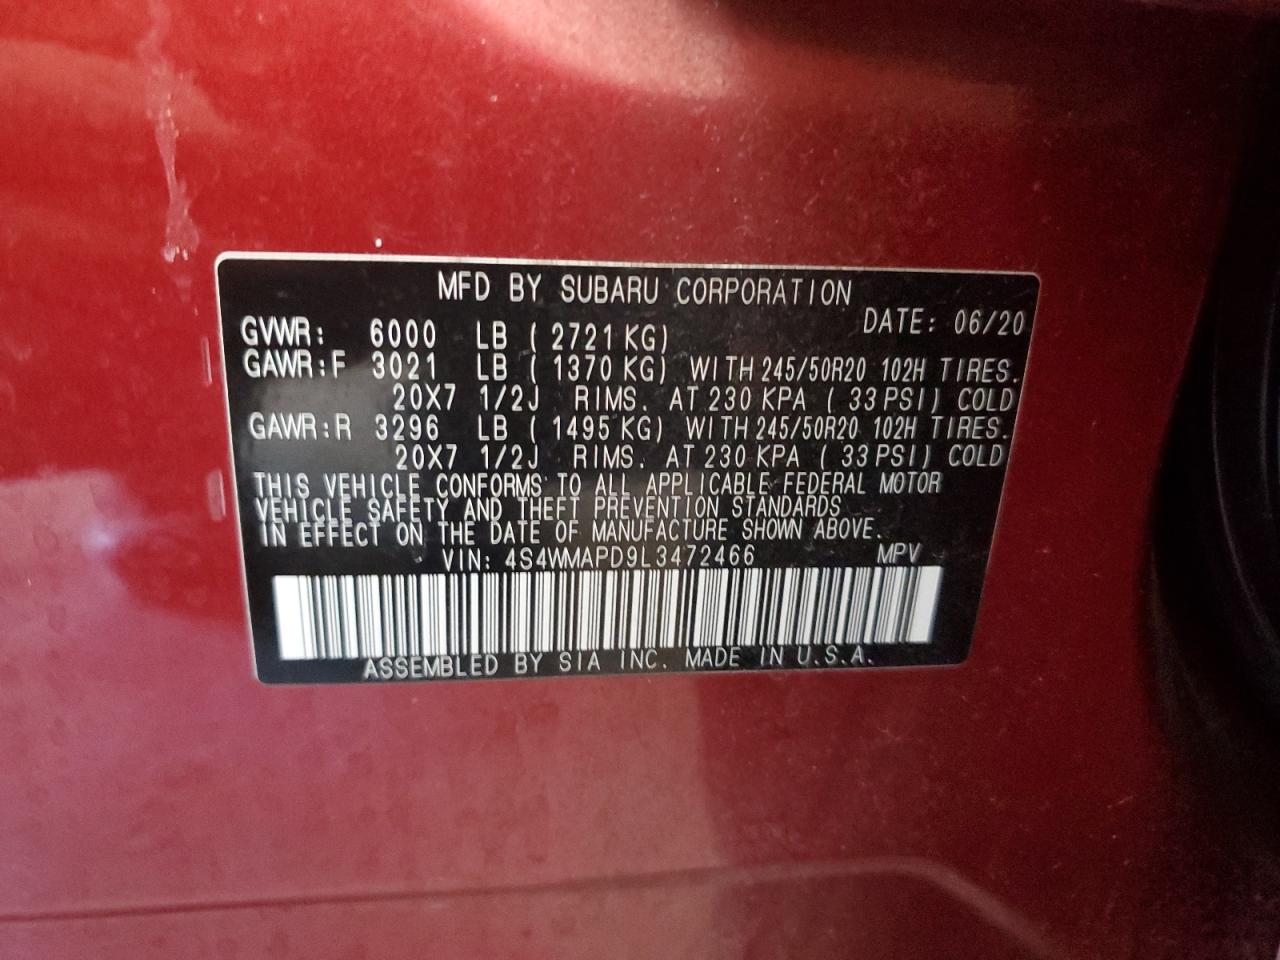 MFD BY SUBARU CORPORATION
DATE: 06/20
GVWR: 6000 LB ( 2721 KG)
GAWR:F 3021 LB ( 1370 KG) WITH 245/50R20 102H TIRES.
20X7 1/2J RIMS. AT 230 KPA ( 33 PSI) COLD
GAWR:R 3296 LB ( 1495 KG) WITH 245/50R20 102H TIRES.
20X7 1/2J RIMS. AT 230 KPA ( 33 PSI) COLD
THIS VEHICLE CONFORMS TO ALL APPLICABLE FEDERAL MOTOR
VEHICLE SAFETY AND THEFT PREVENTION STANDARDS
IN EFFECT ON THE DATE OF MANUFACTURE SHOWN ABOVE.
VIN: 4S4WMAPD9L3472466 MPV
ASSEMBLED BY SIA INC. MADE IN U.S.A.